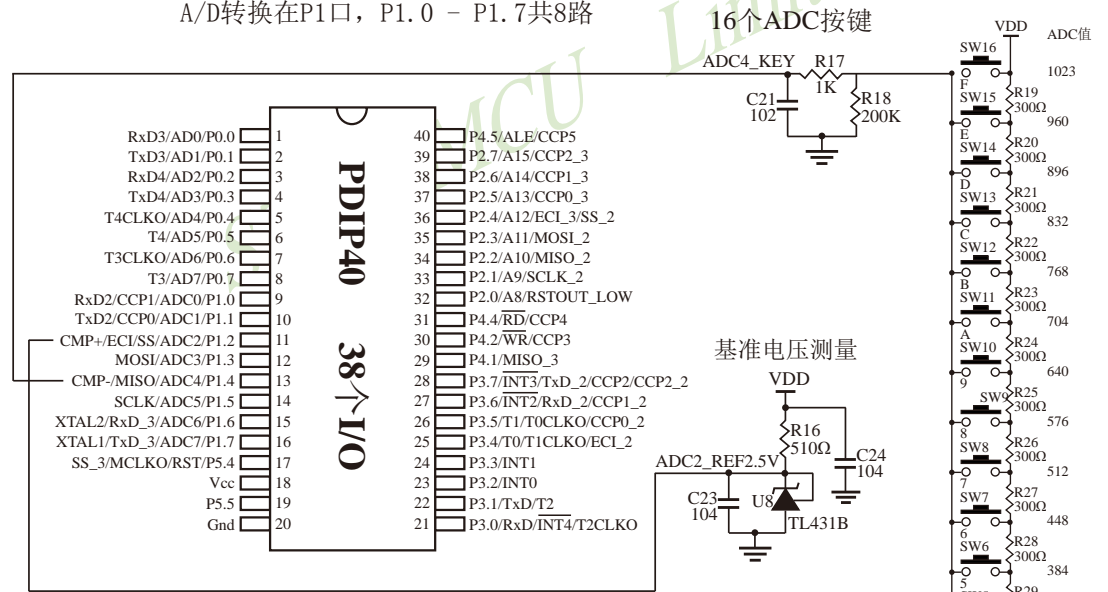 A/D转换在P1口，P1.0 - P1.7共8路
16个ADC按键
VDD
ADC值
SW16
ADC4_KEY
R17
1K
1023
C21
102
R18
200K
F
SW15
R19
300Ω
960
E
SW14
R20
300Ω
896
D
SW13
R21
300Ω
832
C
SW12
R22
300Ω
768
B
SW11
R23
300Ω
704
A
SW10
R24
300Ω
640
9
SW9
R25
300Ω
576
8
SW8
R26
300Ω
512
7
SW7
R27
300Ω
448
6
SW6
R28
300Ω
384
5
R29
MCU
PDIP40 38个I/O
RxD3/AD0/P0.0 1
TxD3/AD1/P0.1 2
RxD4/AD2/P0.2 3
TxD4/AD3/P0.3 4
T4CLKO/AD4/P0.4 5
T4/AD5/P0.5 6
T3CLKO/AD6/P0.6 7
T3/AD7/P0.7 8
RxD2/CCP1/ADC0/P1.0 9
TxD2/CCP0/ADC1/P1.1 10
CMP+/ECI/SS/ADC2/P1.2 11
MOSI/ADC3/P1.3 12
CMP-/MISO/ADC4/P1.4 13
SCLK/ADC5/P1.5 14
XTAL2/RxD_3/ADC6/P1.6 15
XTAL1/TxD_3/ADC7/P1.7 16
SS_3/MCLKO/RST/P5.4 17
Vcc 18
P5.5 19
Gnd 20
40 P4.5/ALE/CCP5
39 P2.7/A15/CCP2_3
38 P2.6/A14/CCP1_3
37 P2.5/A13/CCP0_3
36 P2.4/A12/ECI_3/SS_2
35 P2.3/A11/MOSI_2
34 P2.2/A10/MISO_2
33 P2.1/A9/SCLK_2
32 P2.0/A8/RSTOUT_LOW
31 P4.4/RD/CCP4
30 P4.2/WR/CCP3
29 P4.1/MISO_3
28 P3.7/INT3/TxD_2/CCP2/CCP2_2
27 P3.6/INT2/RxD_2/CCP1_2
26 P3.5/T1/T0CLKO/CCP0_2
25 P3.4/T0/T1CLKO/ECI_2
24 P3.3/INT1
23 P3.2/INT0
22 P3.1/TxD/T2
21 P3.0/RxD/INT4/T2CLKO
基准电压测量
VDD
R16
510Ω
ADC2_REF2.5V
C24
104
C23
104
U8
TL431B